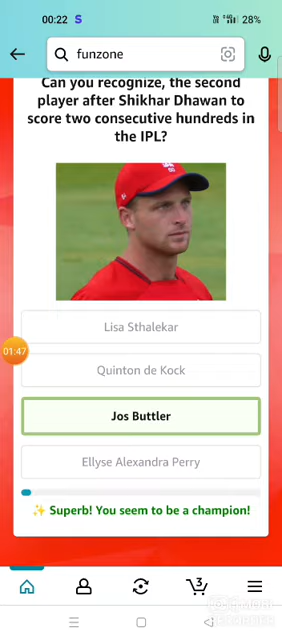 00:22 S 28%
funzone
Can you recognize, the second
player after Shikhar Dhawan to
score two consecutive hundreds in
the IPL?
Lisa Sthalekar
01:47
Quinton de Kock
Jos Buttler
Ellyse Alexandra Perry
✨ Superb! You seem to be a champion!
3